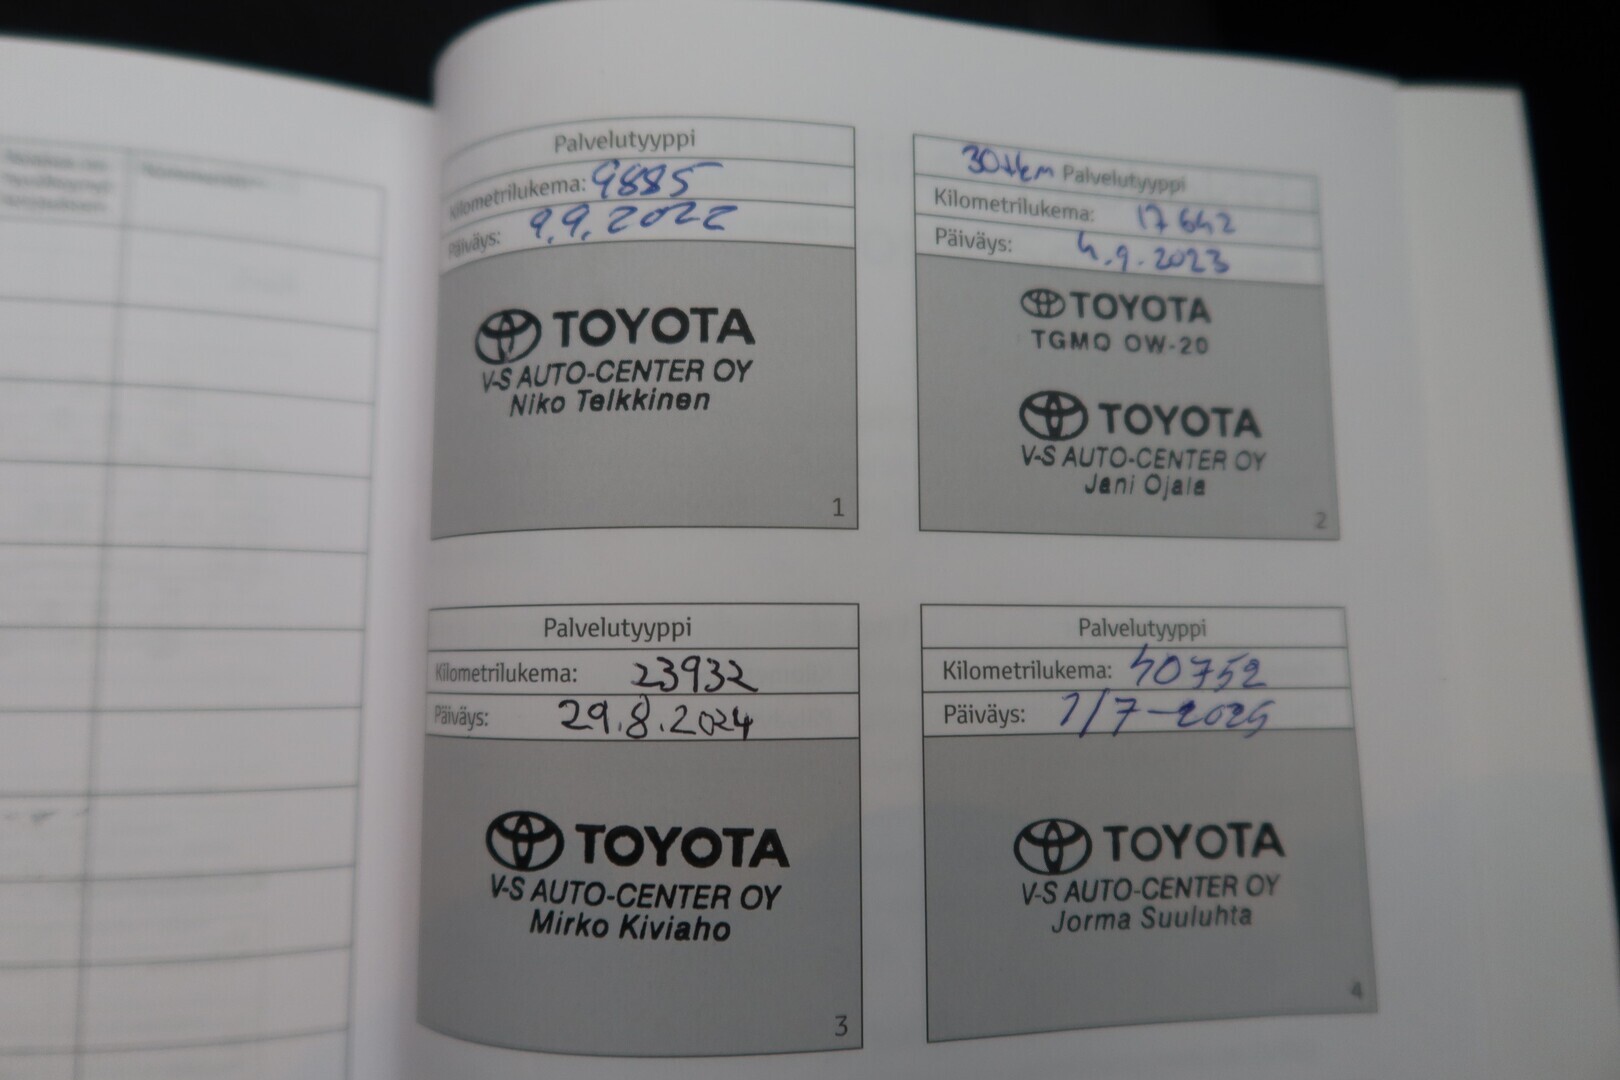 Palvelutyyppi
Kilometrilukema: 9885
Päiväys: 9.9.2022
TOYOTA
V-S AUTO-CENTER OY
Niko Telkkinen
1
30tkm Palvelutyyppi
Kilometrilukema: 17642
Päiväys: 4.9.2023
TOYOTA
TGMO 0W-20
TOYOTA
V-S AUTO-CENTER OY
Jani Ojala
2
Palvelutyyppi
Kilometrilukema: 23932
Päiväys: 29.8.2024
TOYOTA
V-S AUTO-CENTER OY
Mirko Kiviaho
3
Palvelutyyppi
Kilometrilukema: 40752
Päiväys: 1/7-2025
TOYOTA
V-S AUTO-CENTER OY
Jorma Suuluhta
4